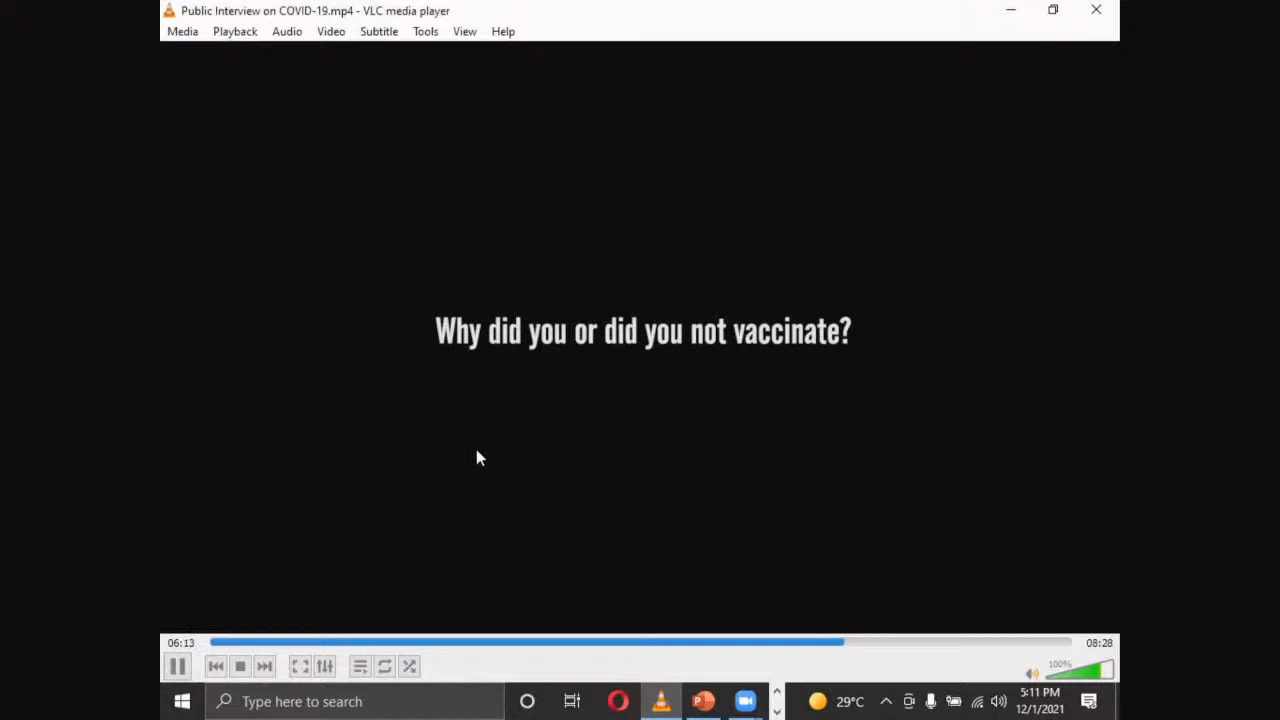 Public Interview on COVID-19.mp4 - VLC media player
Media Playback Audio Video Subtitle Tools View Help
Why did you or did you not vaccinate?
06:13 08:28
100%
Type here to search
29°C
5:11 PM
12/1/2021